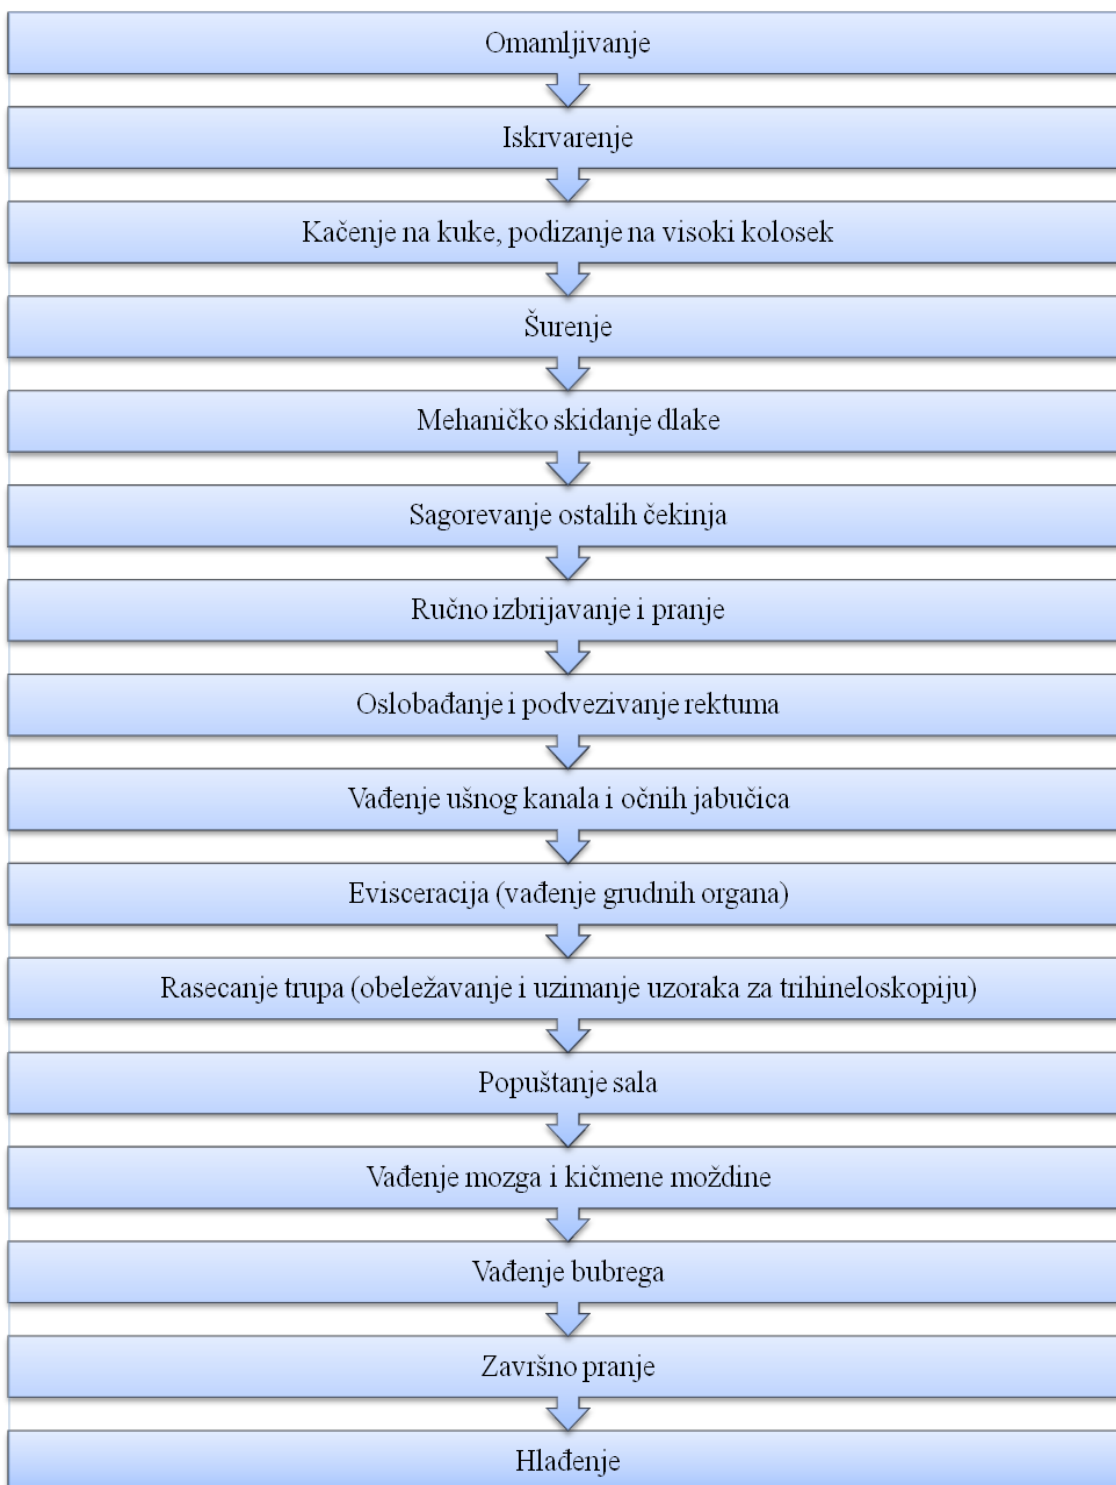 Omamljivanje
Iskrvarenje
Kačenje na kuke, podizanje na visoki kolosek
Šurenje
Mehaničko skidanje dlake
Sagorevanje ostalih čekinja
Ručno izbrijavanje i pranje
Oslobađanje i podvezivanje rektuma
Vađenje ušnog kanala i očnih jabučica
Evisceracija (vađenje grudnih organa)
Rasecanje trupa (obeležavanje i uzimanje uzoraka za trihineloskopiju)
Popuštanje sala
Vađenje mozga i kičmene moždine
Vađenje bubrega
Završno pranje
Hlađenje